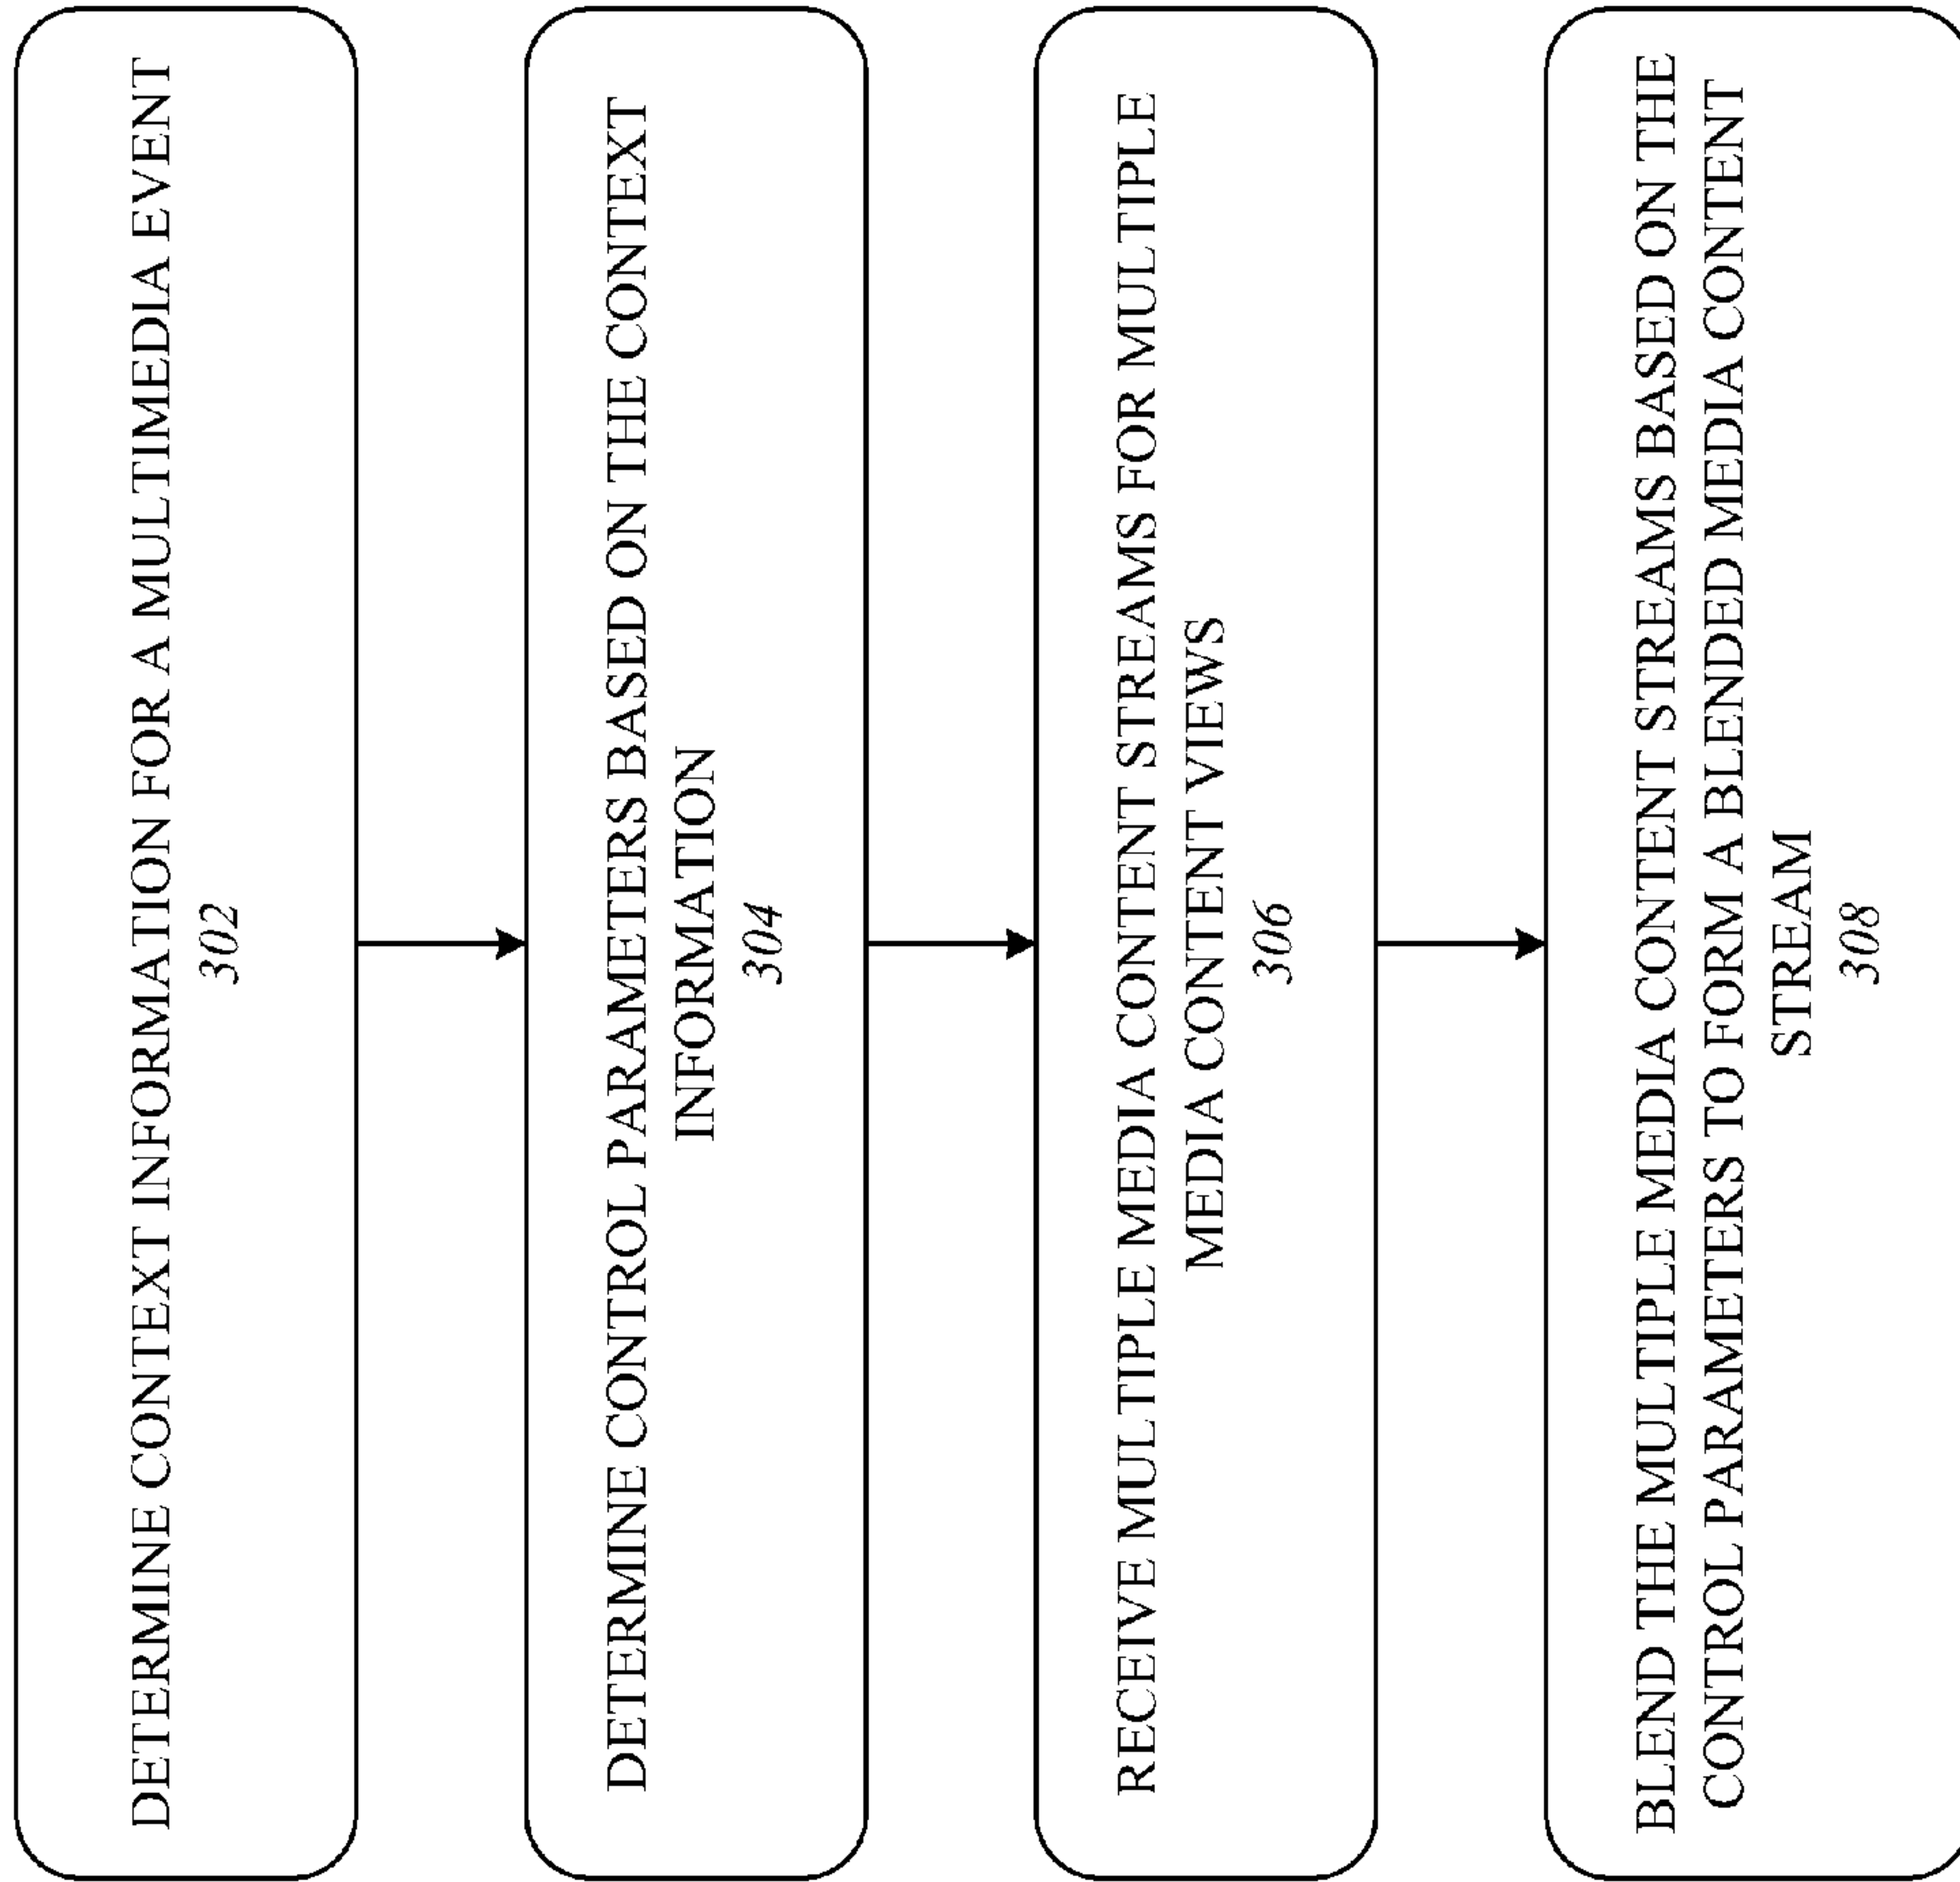 DETERMINE CONTEXT INFORMATION FOR A MULTIMEDIA EVENT
302
DETERMINE CONTROL PARAMETERS BASED ON THE CONTEXT
INFORMATION
304
RECEIVE MULTIPLE MEDIA CONTENT STREAMS FOR MULTIPLE
MEDIA CONTENT VIEWS
306
BLEND THE MULTIPLE MEDIA CONTENT STREAMS BASED ON THE
CONTROL PARAMETERS TO FORM A BLENDED MEDIA CONTENT
STREAM
308